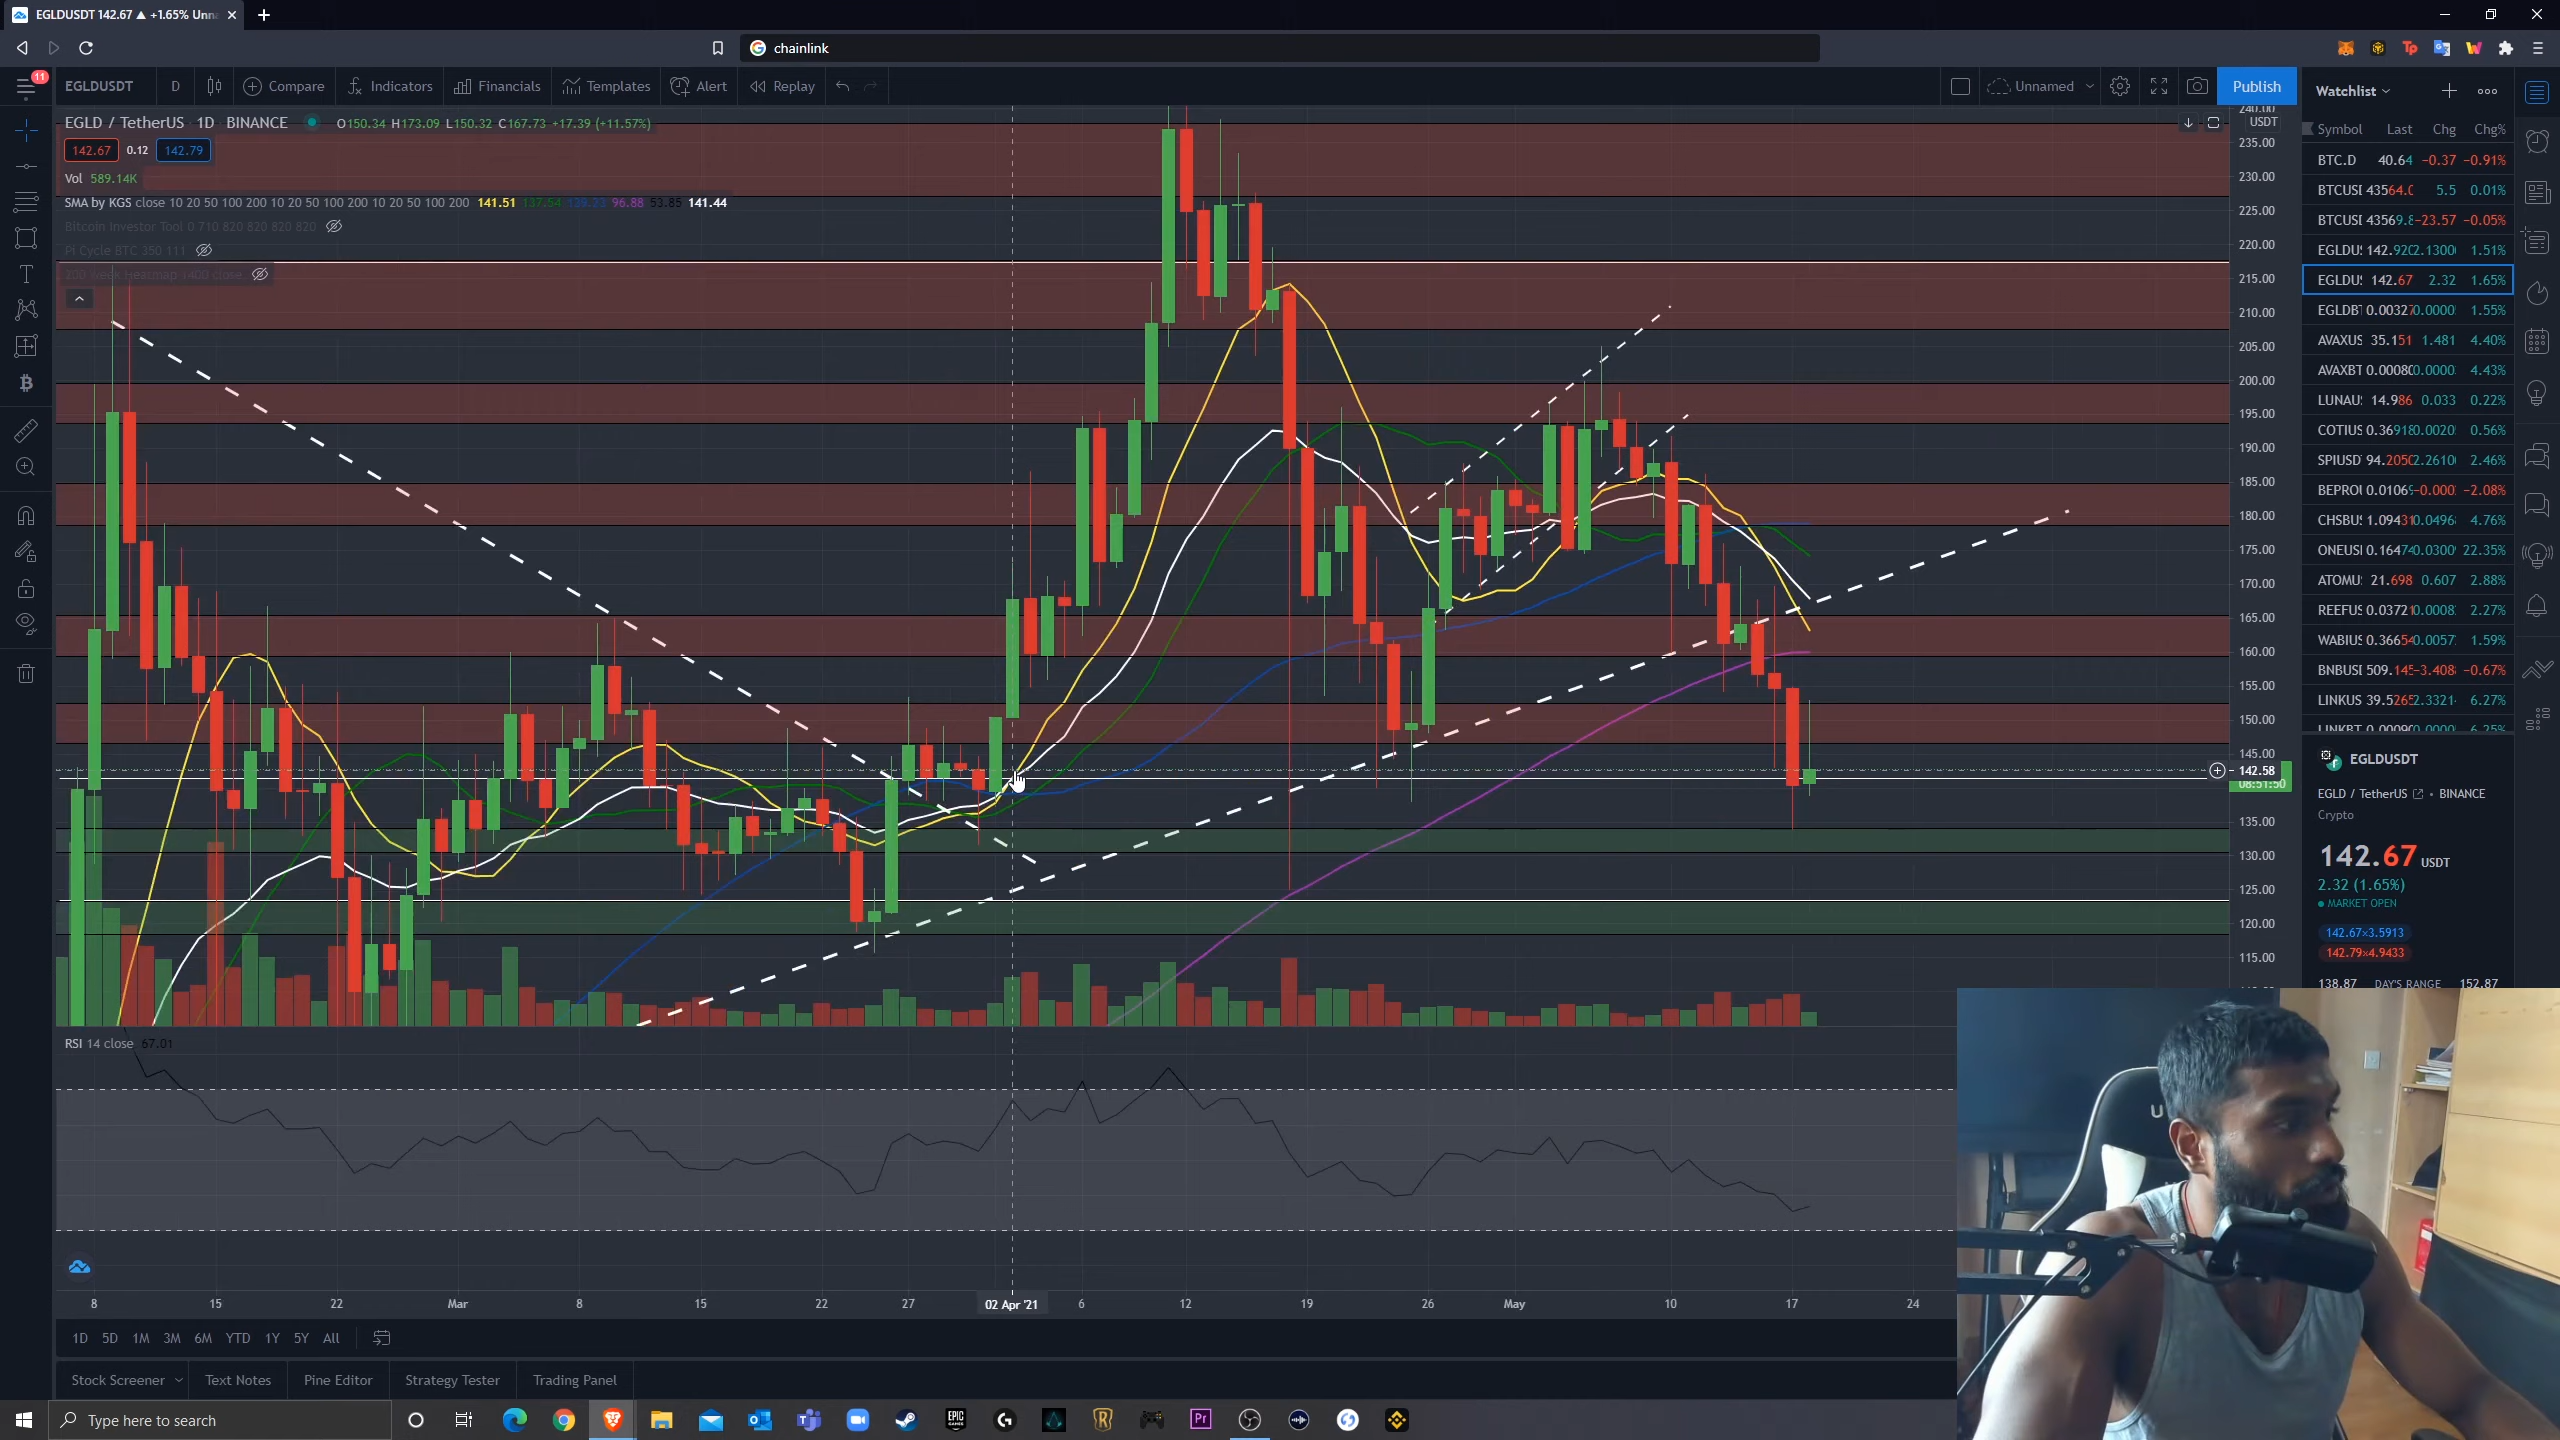 EGLDUSDT 142.67 ▲ +1.65% Unn
chainlink
11
EGLDUSDT D Compare Indicators Financials Templates Alert Replay Unnamed Publish
EGLD / TetherUS · 1D · BINANCE O150.34 H173.09 L150.32 C167.73 +17.39 (+11.57%)
142.67 0.12 142.79
Vol 589.14K
SMA by KGS close 10 20 50 100 200 10 20 50 100 200 10 20 50 100 200 141.51 137.54 96.88 53.85 141.44
Bitcoin Investor Tool 0 710 820 820 820 820
Pi Cycle BTC 350 111
200 Week Heatmap 1400 close
USDT
235.00
230.00
225.00
220.00
215.00
210.00
205.00
200.00
195.00
190.00
185.00
180.00
175.00
170.00
165.00
160.00
155.00
150.00
145.00
142.58
08:51:50
135.00
130.00
125.00
120.00
115.00
RSI 14 close 67.01
8 15 22 Mar 8 15 22 27 02 Apr '21 6 12 19 26 May 10 17 24
1D 5D 1M 3M 6M YTD 1Y 5Y All
Stock Screener Text Notes Pine Editor Strategy Tester Trading Panel
Watchlist
Symbol Last Chg Chg%
BTC.D 40.64 −0.37 −0.91%
BTCUSI 43564.0 5.5 0.01%
BTCUSI 43569.8 −23.57 −0.05%
EGLDU 142.920 2.1300 1.51%
EGLDU 142.67 2.32 1.65%
EGLDB 0.00327 0.0000 1.55%
AVAXUS 35.151 1.481 4.40%
AVAXBT 0.00080 0.0000 4.43%
LUNAU 14.986 0.033 0.22%
COTIUS 0.36918 0.0020 0.56%
SPIUSD 94.205 2.2610 2.46%
BEPROI 0.01069 −0.000 −2.08%
CHSBU 1.09431 0.0496 4.76%
ONEUSI 0.16474 0.0300 22.35%
ATOMU 21.698 0.607 2.88%
REEFUS 0.03721 0.0008 2.27%
WABIUS 0.36654 0.0057 1.59%
BNBUSI 509.145 −3.408 −0.67%
LINKUS 39.5265 2.3321 6.27%
EGLDUSDT
EGLD / TetherUS • BINANCE
Crypto
142.67 USDT
2.32 (1.65%)
MARKET OPEN
142.67×3.5913
142.79×4.9433
138.87 DAY'S RANGE 152.87
Type here to search